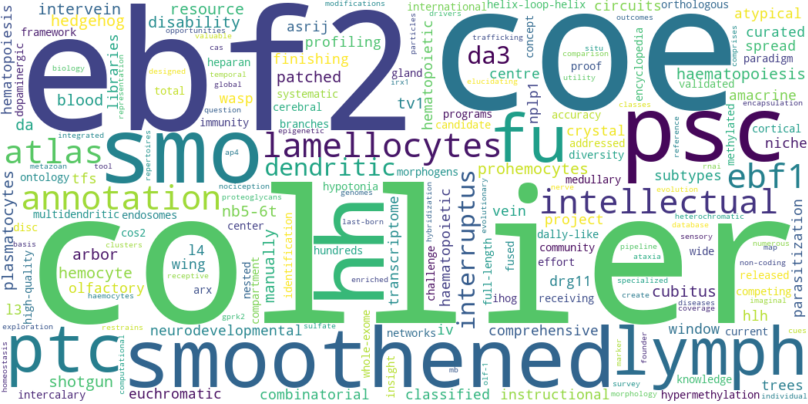 intervein
resource
hedgehog
disability
framework
hematopoiesis
dopaminergic
libraries
representation
blood
da
biology
integrated
ontology
tfs
metazoan
tool
repertoires
ebf2
asrij
profiling
heparan
finishing
designed
total
temporal
wasp
systematic
cerebral
global
branches
question
immunity
epigenetic
modifications
opportunities
valuable
cas
gland
patched
tv1
morphogens
international
drivers
trafficking
particles
irx1
helix-loop-helix
circuits
orthologous
outcomes
comparison
situ
utility
concept
da3
centre
proof
nplp1
hematopoietic
programs
candidate
accuracy
crystal
addressed
diversity
elucidating
coe
encyclopedia
atypical
curated
spread
haematopoiesis
validated
paradigm
amacrine
comprises
methylated
cortical
niche
encapsulation
reference
classes
rnai
psc
atlas
smo
ap4
lamellocytes
dendritic
fu
prohemocytes
medullary
subtypes
ebf1
annotation
hypotonia
nociception
proteoglycans
genomes
last-born
hybridization
interruptus
nerve
evolution
heterochromatic
intellectual
database
project
parasitization
plasmatocytes
multidendritic
endosomes
disc
basis
clusters
cos2
nb5-6t
center
vein
identification
hundreds
hh
transcriptome
challenge
haematopoietic
evolutionary
full-length
fused
dally-like
community
effort
pipeline
ataxia
sensory
map
non-coding
numerous
wide
released
collier
arbor
l4
wing
hemocyte
olfactory
haemocytes
receptive
arx
nested
compartment
manually
enriched
ihog
drg11
receiving
specialized
create
cubitus
diseases
coverage
competing
imaginal
hlh
l3
high-quality
exploration
restrains
neurodevelopmental
gprk2
sulfate
whole-exome
networks
iv
comprehensive
window
current
founder
marker
cues
ptc
smoothened
lymph
insight
mb
olf-1
survey
morphology
knowledge
trees
individual
homeostasis
shotgun
computational
intercalary
euchromatic
combinatorial
classified
instructional
hypermethylation